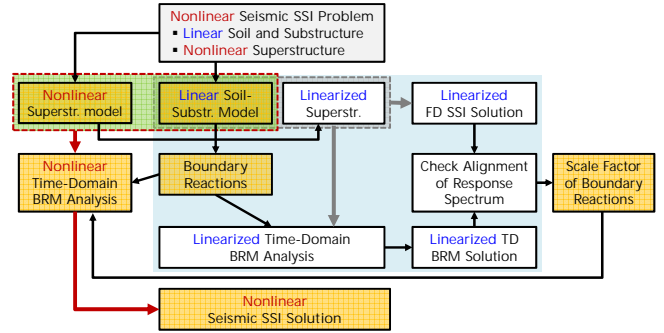 Nonlinear Seismic SSI Problem
▪ Linear Soil and Substructure
▪ Nonlinear Superstructure
Nonlinear
Superstr. model
Linear Soil-
Substr. Model
Linearized
Superstr.
Linearized
FD SSI Solution
Nonlinear
Time-Domain
BRM Analysis
Boundary
Reactions
Check Alignment
of Response
Spectrum
Scale Factor
of Boundary
Reactions
Linearized Time-Domain
BRM Analysis
Linearized TD
BRM Solution
Nonlinear
Seismic SSI Solution